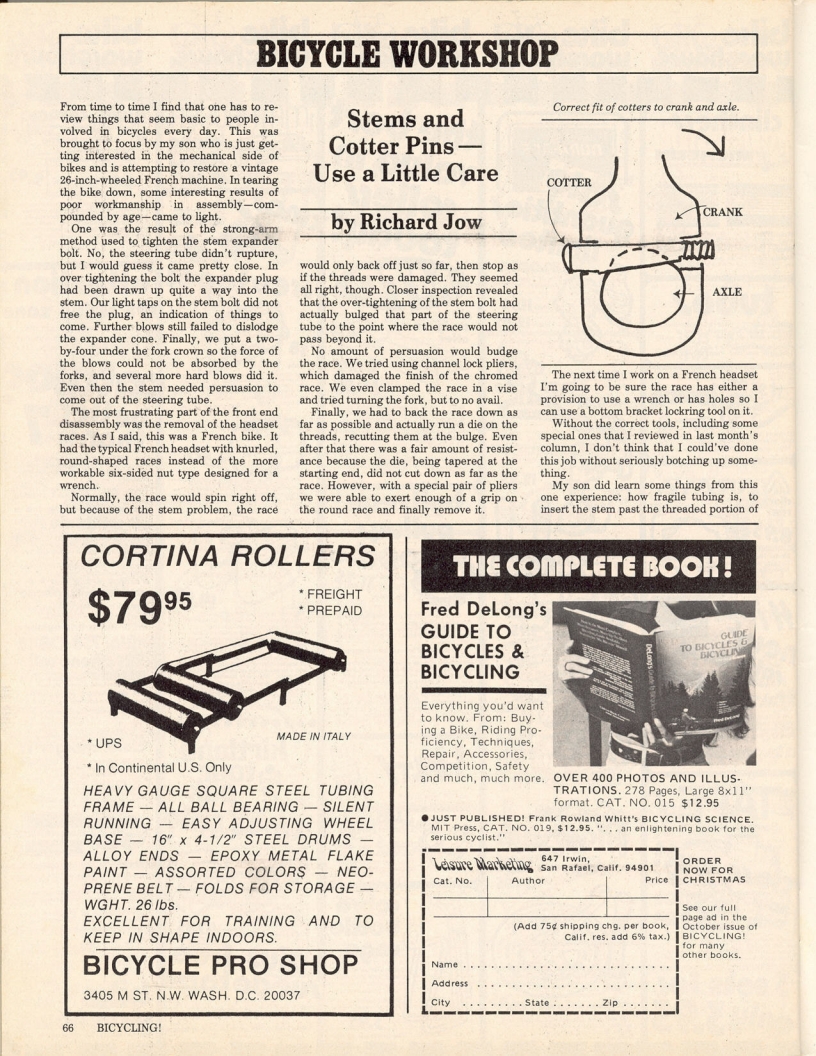 BICYCLE WORKSHOP
From time to time I find that one has to re-
view things that seem basic to people in-
volved in bicycles every day. This was
brought to focus by my son who is just get-
ting interested in the mechanical side of
bikes and is attempting to restore a vintage
26-inch-wheeled French machine. In tearing
the bike down, some interesting results of
poor workmanship in assembly—com-
pounded by age—came to light.
One was the result of the strong-arm
method used to tighten the stem expander
bolt. No, the steering tube didn't rupture,
but I would guess it came pretty close. In
over tightening the bolt the expander plug
had been drawn up quite a way into the
stem. Our light taps on the stem bolt did not
free the plug, an indication of things to
come. Further blows still failed to dislodge
the expander cone. Finally, we put a two-
by-four under the fork crown so the force of
the blows could not be absorbed by the
forks, and several more hard blows did it.
Even then the stem needed persuasion to
come out of the steering tube.
The most frustrating part of the front end
disassembly was the removal of the headset
races. As I said, this was a French bike. It
had the typical French headset with knurled,
round-shaped races instead of the more
workable six-sided nut type designed for a
wrench.
Normally, the race would spin right off,
but because of the stem problem, the race
Stems and
Cotter Pins —
Use a Little Care
by Richard Jow
would only back off just so far, then stop as
if the threads were damaged. They seemed
all right, though. Closer inspection revealed
that the over-tightening of the stem bolt had
actually bulged that part of the steering
tube to the point where the race would not
pass beyond it.
No amount of persuasion would budge
the race. We tried using channel lock pliers,
which damaged the finish of the chromed
race. We even clamped the race in a vise
and tried turning the fork, but to no avail.
Finally, we had to back the race down as
far as possible and actually run a die on the
threads, recutting them at the bulge. Even
after that there was a fair amount of resist-
ance because the die, being tapered at the
starting end, did not cut down as far as the
race. However, with a special pair of pliers
we were able to exert enough of a grip on
the round race and finally remove it.
Correct fit of cotters to crank and axle.
COTTER
CRANK
AXLE
The next time I work on a French headset
I'm going to be sure the race has either a
provision to use a wrench or has holes so I
can use a bottom bracket lockring tool on it.
Without the correct tools, including some
special ones that I reviewed in last month's
column, I don't think that I could've done
this job without seriously botching up some-
thing.
My son did learn some things from this
one experience: how fragile tubing is, to
insert the stem past the threaded portion of
CORTINA ROLLERS
$79.95
* FREIGHT
* PREPAID
MADE IN ITALY
* UPS
* In Continental U.S. Only
HEAVY GAUGE SQUARE STEEL TUBING
FRAME — ALL BALL BEARING — SILENT
RUNNING — EASY ADJUSTING WHEEL
BASE — 16" x 4-1/2" STEEL DRUMS —
ALLOY ENDS — EPOXY METAL FLAKE
PAINT — ASSORTED COLORS — NEO-
PRENE BELT — FOLDS FOR STORAGE —
WGHT. 26 lbs.
EXCELLENT FOR TRAINING AND TO
KEEP IN SHAPE INDOORS.
BICYCLE PRO SHOP
3405 M ST. N.W. WASH. D.C. 20037
THE COMPLETE BOOK!
Fred DeLong's
GUIDE TO
BICYCLES &
BICYCLING
Everything you'd want
to know. From: Buy-
ing a Bike, Riding Pro-
ficiency, Techniques,
Repair, Accessories,
Competition, Safety
and much, much more.
GUIDE
TO BICYCLES &
BICYCLING
Fred DeLong
OVER 400 PHOTOS AND ILLUS-
TRATIONS. 278 Pages, Large 8x11"
format. CAT. NO. 015 $12.95
● JUST PUBLISHED! Frank Rowland Whitt's BICYCLING SCIENCE.
MIT Press, CAT. NO. 019, $12.95. ". . . an enlightening book for the
serious cyclist."
Leisure Marketing 647 Irwin,
San Rafael, Calif. 94901
Cat. No. Author Price
(Add 75¢ shipping chg. per book,
Calif. res. add 6% tax.)
Name
Address
City State Zip
ORDER
NOW FOR
CHRISTMAS
See our full
page ad in the
October issue of
BICYCLING!
for many
other books.
66 BICYCLING!